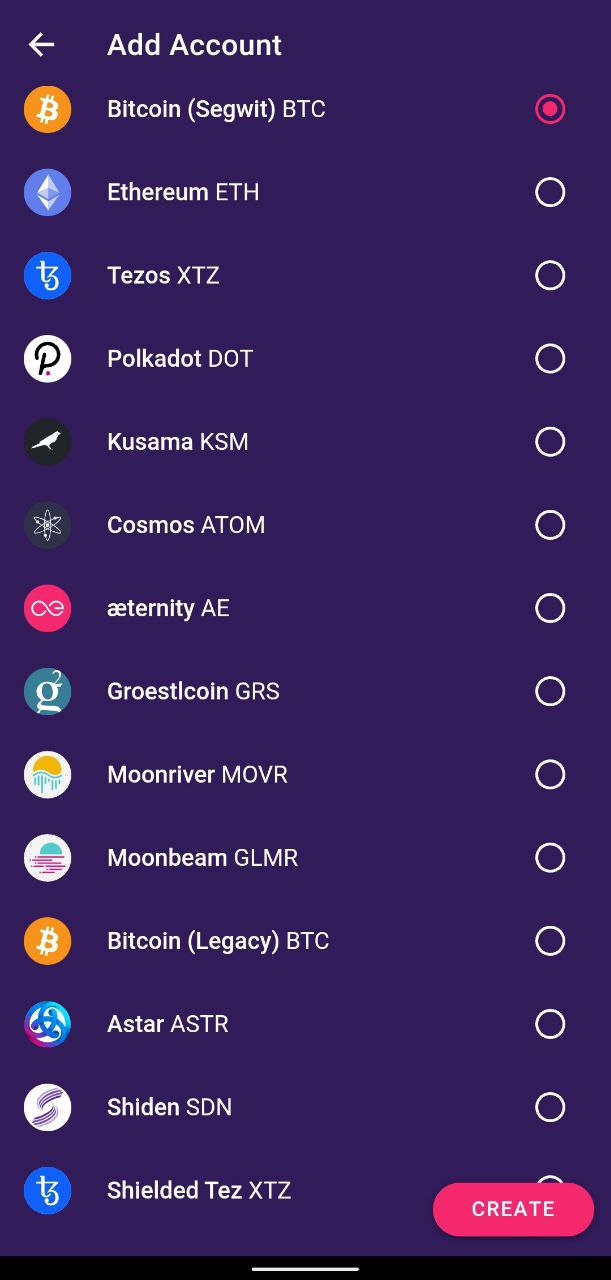 Add Account
Bitcoin (Segwit) BTC
Ethereum ETH
Tezos XTZ
Polkadot DOT
Kusama KSM
Cosmos ATOM
æternity AE
Groestlcoin GRS
Moonriver MOVR
Moonbeam GLMR
Bitcoin (Legacy) BTC
Astar ASTR
Shiden SDN
Shielded Tez XTZ
CREATE